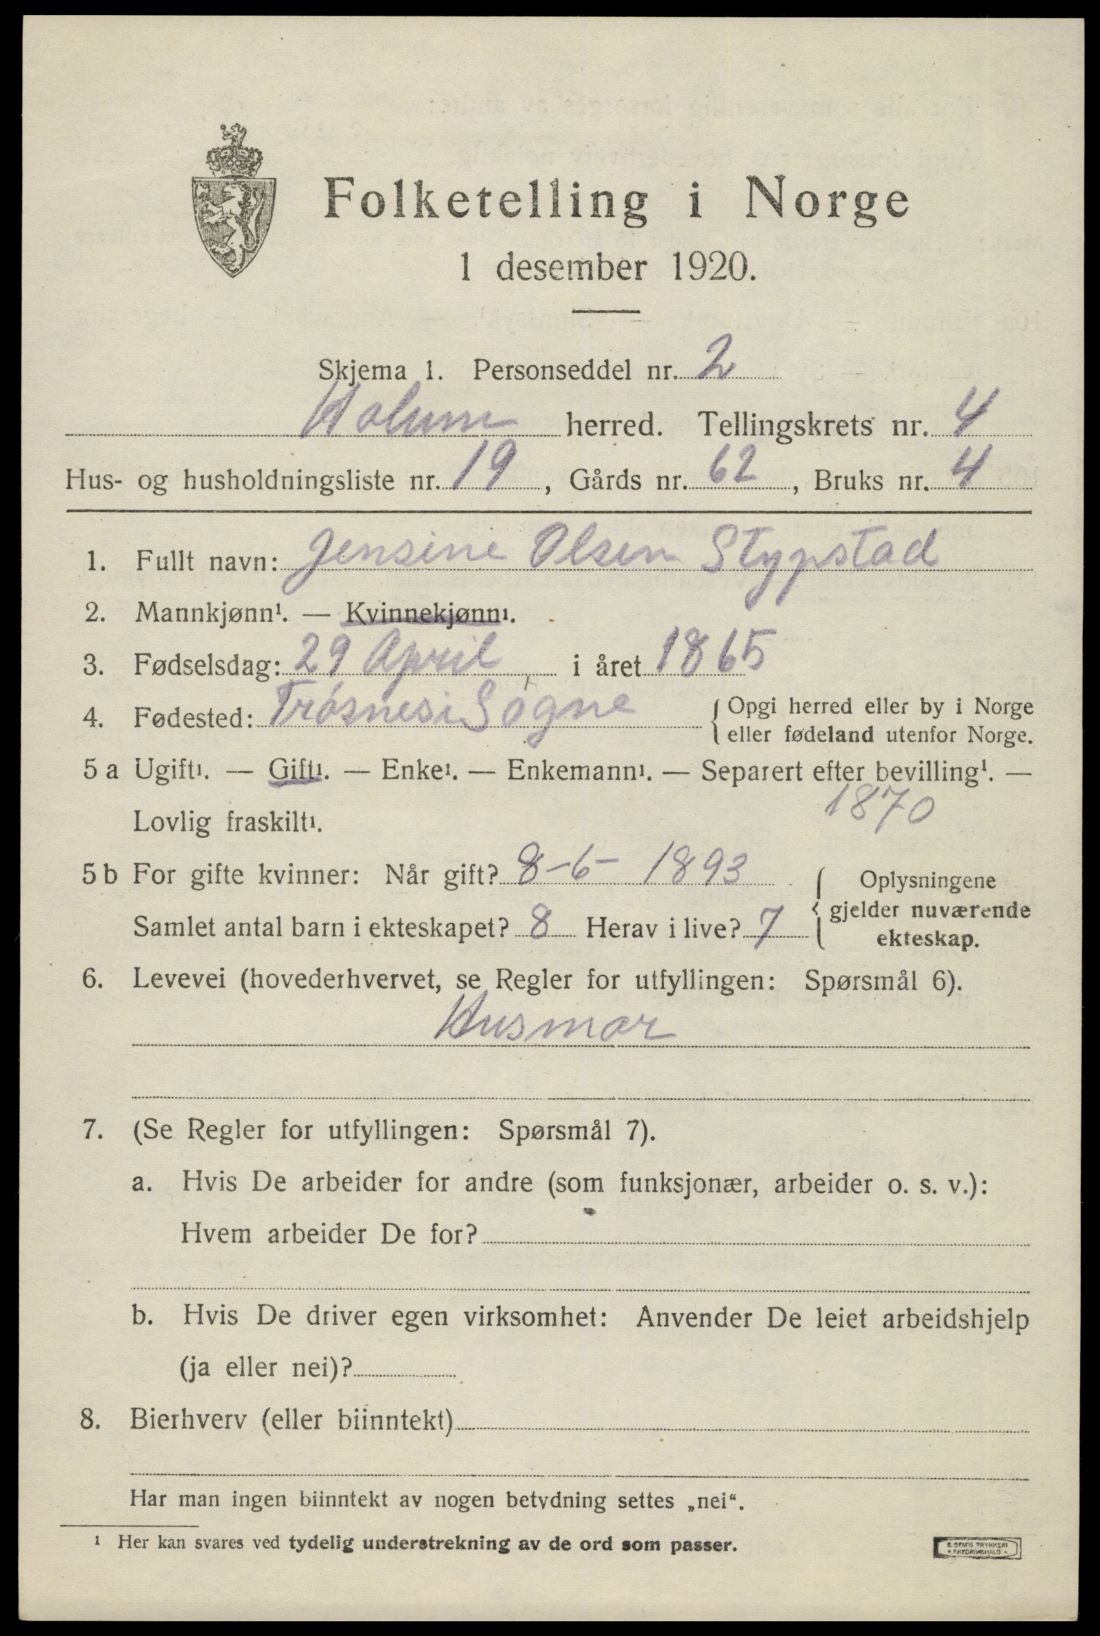 Folketelling i Norge
1 desember 1920.
Skjema 1. Personseddel nr. 2
Holum herred. Tellingskrets nr. 4
Hus- og husholdningsliste nr. 19, Gårds nr. 62, Bruks nr. 4
1. Fullt navn: Jensine Olsen Stypstad
2. Mannkjønn¹. — Kvinnekjønn¹.
3. Fødselsdag: 29 April, i året 1865
4. Fødested: Trósnes i Søgne { Opgi herred eller by i Norge
eller fødeland utenfor Norge.
5 a Ugift¹. — Gift¹. — Enke¹. — Enkemann¹. — Separert efter bevilling¹. —
1870
Lovlig fraskilt¹.
5 b For gifte kvinner: Når gift? 8-6- 1893 { Oplysningene
gjelder nuværende
Samlet antal barn i ekteskapet? 8 Herav i live? 7
ekteskap.
6. Levevei (hovederhvervet, se Regler for utfyllingen: Spørsmål 6).
Husmor
7. (Se Regler for utfyllingen: Spørsmål 7).
a. Hvis De arbeider for andre (som funksjonær, arbeider o. s. v.):
Hvem arbeider De for?
b. Hvis De driver egen virksomhet: Anvender De leiet arbeidshjelp
(ja eller nei)?
8. Bierhverv (eller biinntekt)
Har man ingen biinntekt av nogen betydning settes „nei“.
¹ Her kan svares ved tydelig understrekning av de ord som passer.
E. SEMS TRYKKERI
FREDRIKSHALD